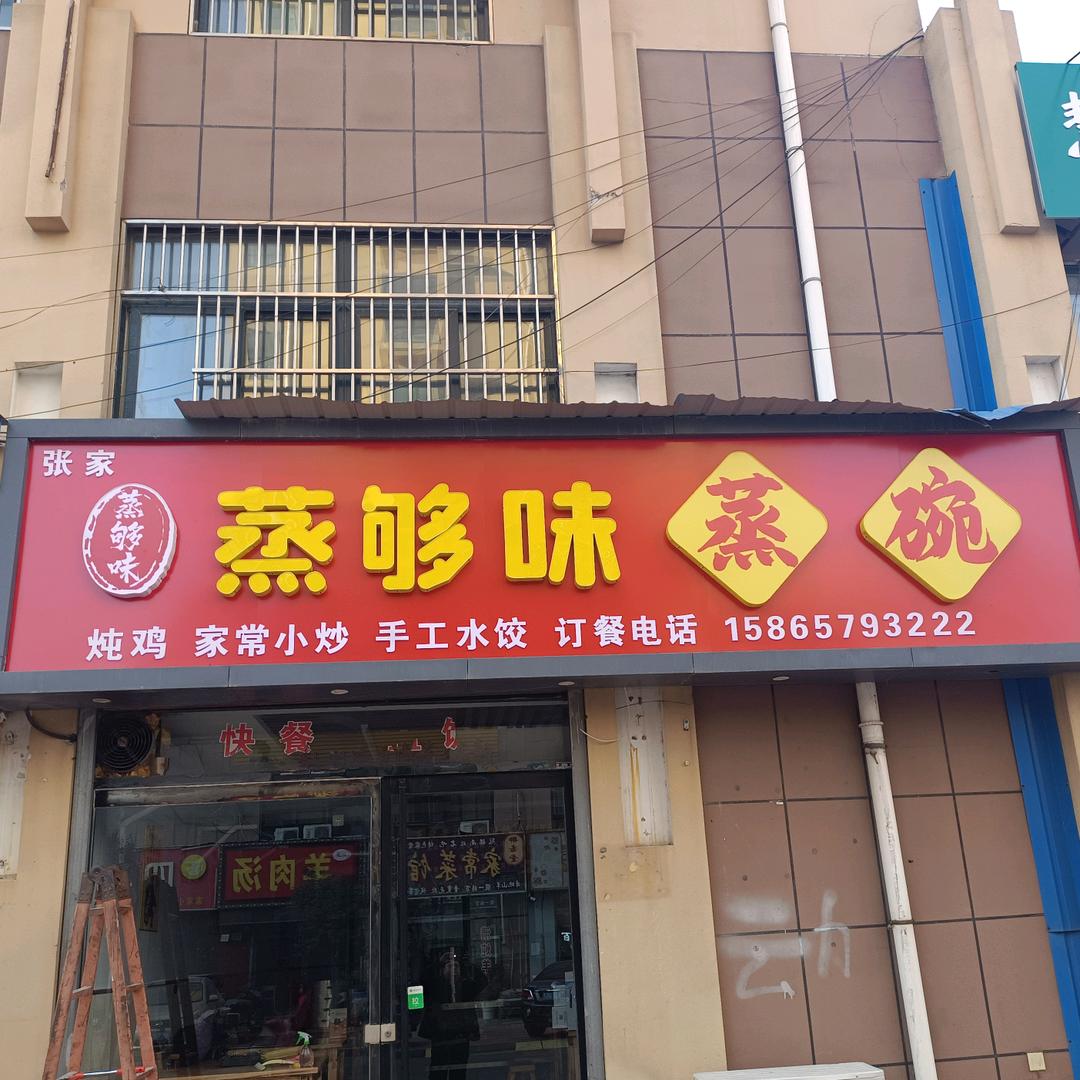 张家
蒸够味
蒸够味 蒸碗
炖鸡 家常小炒 手工水饺 订餐电话 15865793222
快餐
羊肉汤
家常菜馆
动